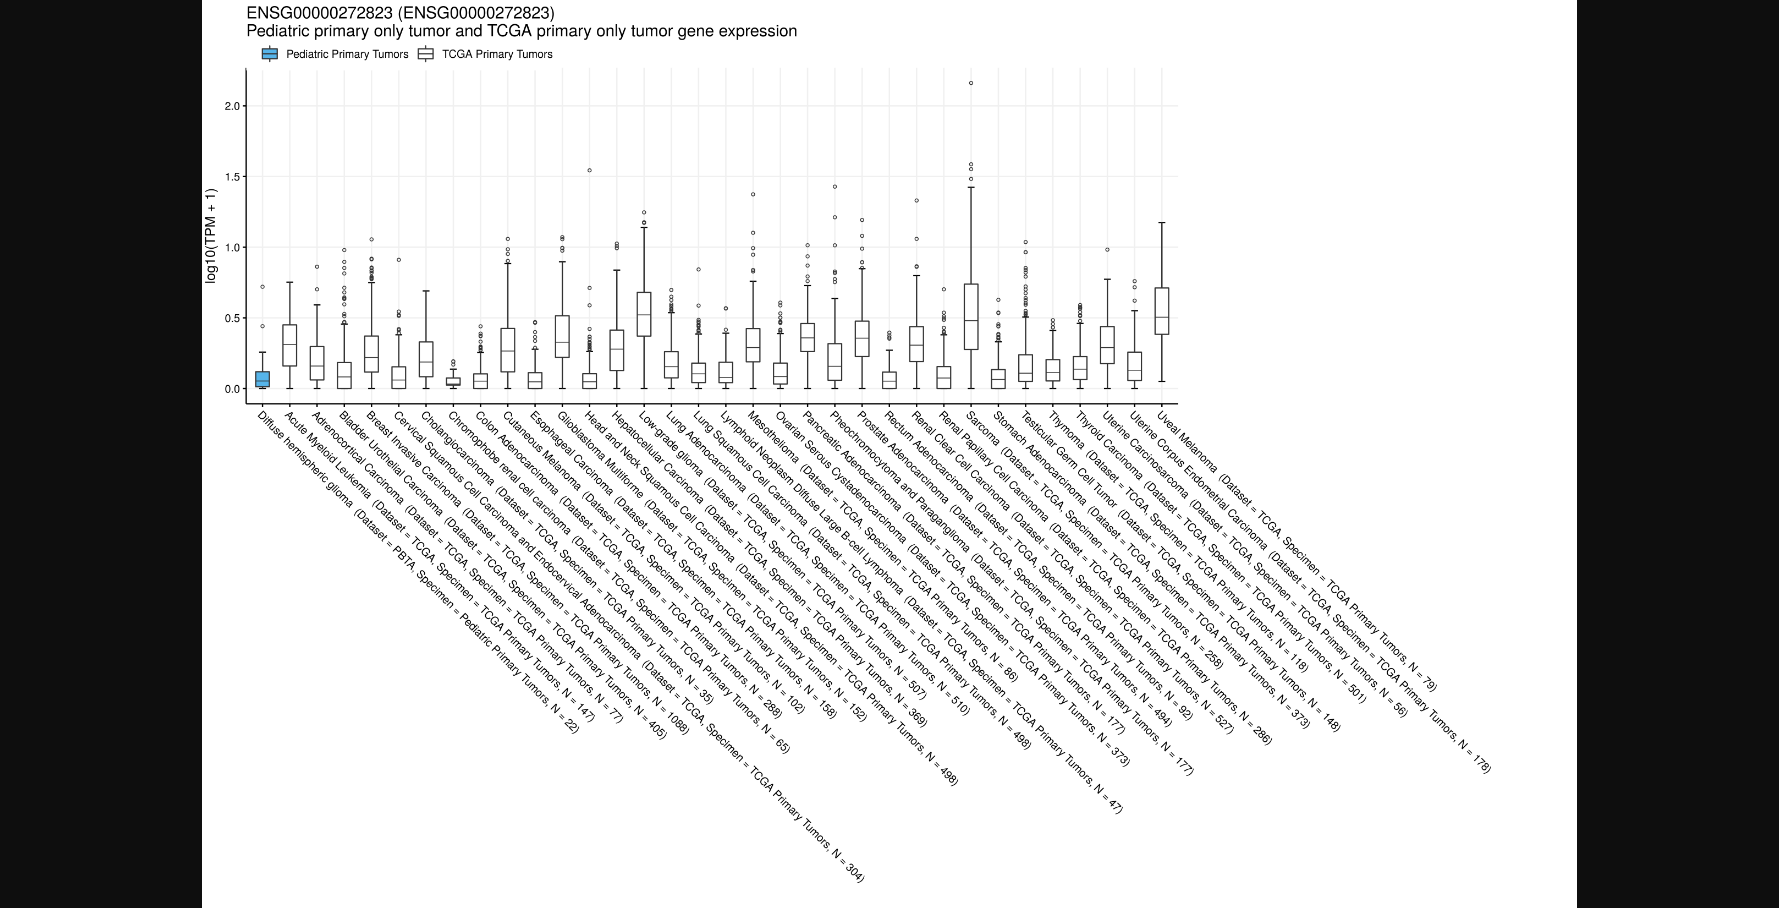 ENSG00000272823 (ENSG00000272823)
Pediatric primary only tumor and TCGA primary only tumor gene expression
Pediatric Primary Tumors
TCGA Primary Tumors
log10(TPM + 1)
2.0
1.5
1.0
0.5
0.0
Diffuse hemispheric glioma (Dataset = PBTA, Specimen = Pediatric Primary Tumors, N = 22)
Acute Myeloid Leukemia (Dataset = TCGA, Specimen = TCGA Primary Tumors, N = 147)
Adrenocortical Carcinoma (Dataset = TCGA, Specimen = TCGA Primary Tumors, N = 77)
Bladder Urothelial Carcinoma (Dataset = TCGA, Specimen = TCGA Primary Tumors, N = 405)
Breast Invasive Carcinoma (Dataset = TCGA, Specimen = TCGA Primary Tumors, N = 1088)
Cervical Squamous Cell Carcinoma and Endocervical Adenocarcinoma (Dataset = TCGA, Specimen = TCGA Primary Tumors, N = 304)
Cholangiocarcinoma (Dataset = TCGA, Specimen = TCGA Primary Tumors, N = 35)
Chromophobe renal cell carcinoma (Dataset = TCGA, Specimen = TCGA Primary Tumors, N = 65)
Colon Adenocarcinoma (Dataset = TCGA, Specimen = TCGA Primary Tumors, N = 288)
Cutaneous Melanoma (Dataset = TCGA, Specimen = TCGA Primary Tumors, N = 102)
Esophageal Carcinoma (Dataset = TCGA, Specimen = TCGA Primary Tumors, N = 158)
Glioblastoma Multiforme (Dataset = TCGA, Specimen = TCGA Primary Tumors, N = 152)
Head and Neck Squamous Cell Carcinoma (Dataset = TCGA, Specimen = TCGA Primary Tumors, N = 498)
Hepatocellular Carcinoma (Dataset = TCGA, Specimen = TCGA Primary Tumors, N = 369)
Low-grade glioma (Dataset = TCGA, Specimen = TCGA Primary Tumors, N = 507)
Lung Adenocarcinoma (Dataset = TCGA, Specimen = TCGA Primary Tumors, N = 510)
Lung Squamous Cell Carcinoma (Dataset = TCGA, Specimen = TCGA Primary Tumors, N = 498)
Lymphoid Neoplasm Diffuse Large B-cell Lymphoma (Dataset = TCGA, Specimen = TCGA Primary Tumors, N = 47)
Mesothelioma (Dataset = TCGA, Specimen = TCGA Primary Tumors, N = 86)
Ovarian Serous Cystadenocarcinoma (Dataset = TCGA, Specimen = TCGA Primary Tumors, N = 373)
Pancreatic Adenocarcinoma (Dataset = TCGA, Specimen = TCGA Primary Tumors, N = 177)
Pheochromocytoma and Paraganglioma (Dataset = TCGA, Specimen = TCGA Primary Tumors, N = 177)
Prostate Adenocarcinoma (Dataset = TCGA, Specimen = TCGA Primary Tumors, N = 494)
Rectum Adenocarcinoma (Dataset = TCGA, Specimen = TCGA Primary Tumors, N = 92)
Renal Clear Cell Carcinoma (Dataset = TCGA, Specimen = TCGA Primary Tumors, N = 527)
Renal Papillary Cell Carcinoma (Dataset = TCGA, Specimen = TCGA Primary Tumors, N = 286)
Sarcoma (Dataset = TCGA, Specimen = TCGA Primary Tumors, N = 258)
Stomach Adenocarcinoma (Dataset = TCGA, Specimen = TCGA Primary Tumors, N = 373)
Testicular Germ Cell Tumor (Dataset = TCGA, Specimen = TCGA Primary Tumors, N = 148)
Thymoma (Dataset = TCGA, Specimen = TCGA Primary Tumors, N = 118)
Thyroid Carcinoma (Dataset = TCGA, Specimen = TCGA Primary Tumors, N = 501)
Uterine Carcinosarcoma (Dataset = TCGA, Specimen = TCGA Primary Tumors, N = 56)
Uterine Corpus Endometrial Carcinoma (Dataset = TCGA, Specimen = TCGA Primary Tumors, N = 178)
Uveal Melanoma (Dataset = TCGA, Specimen = TCGA Primary Tumors, N = 79)